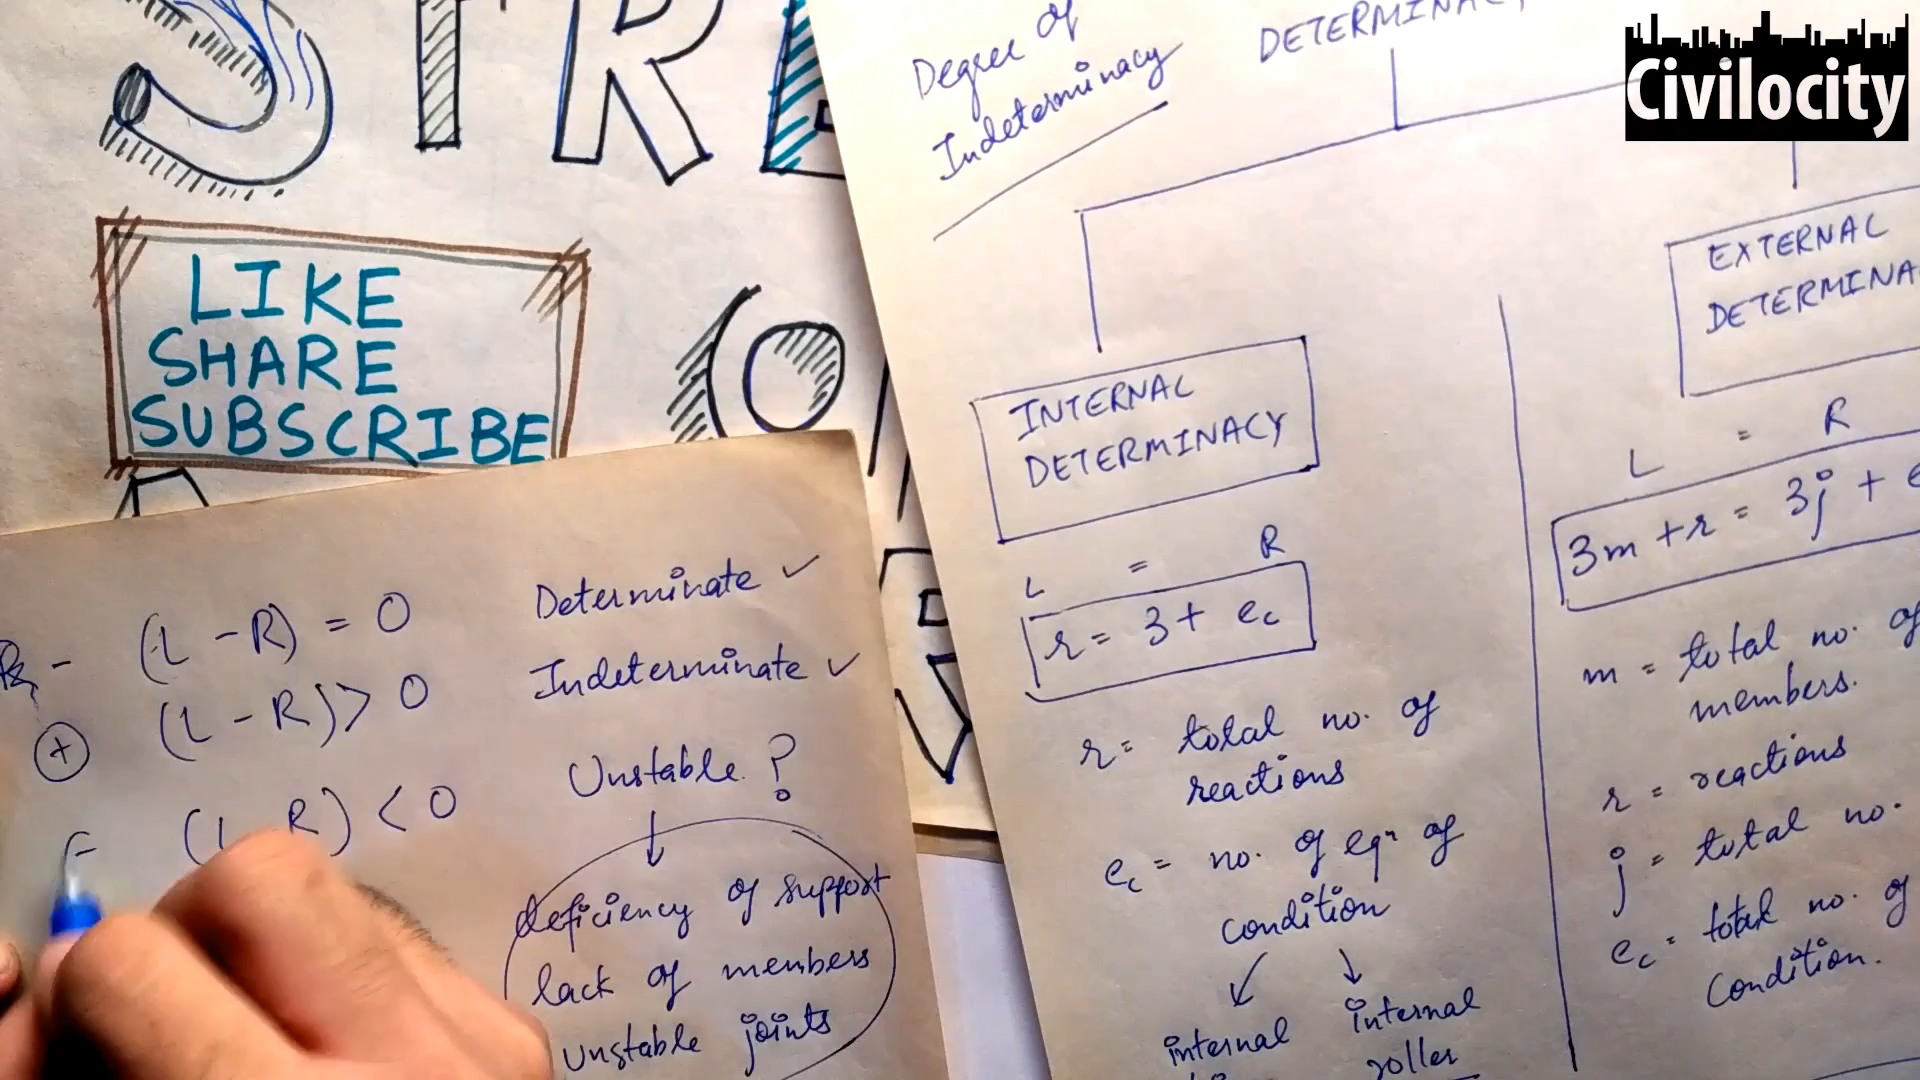 STR
LIKE
SHARE
SUBSCRIBE
Degree of
Indeterminacy
Civilocity
INTERNAL
DETERMINACY
L = R
r = 3 + ec
r = total no. of
reactions
ec = no. of eqn of
condition
internal
internal
roller
EXTERNAL
L = R
3m + r = 3j +
m = total no. of
members.
r = reactions
j = total no.
ec = total no. of
Condition.
(L - R) = 0 Determinate ✓
+ (L - R) > 0 Indeterminate ✓
Unstable ?
(L R) < 0
deficiency of support
lack of members
unstable joints